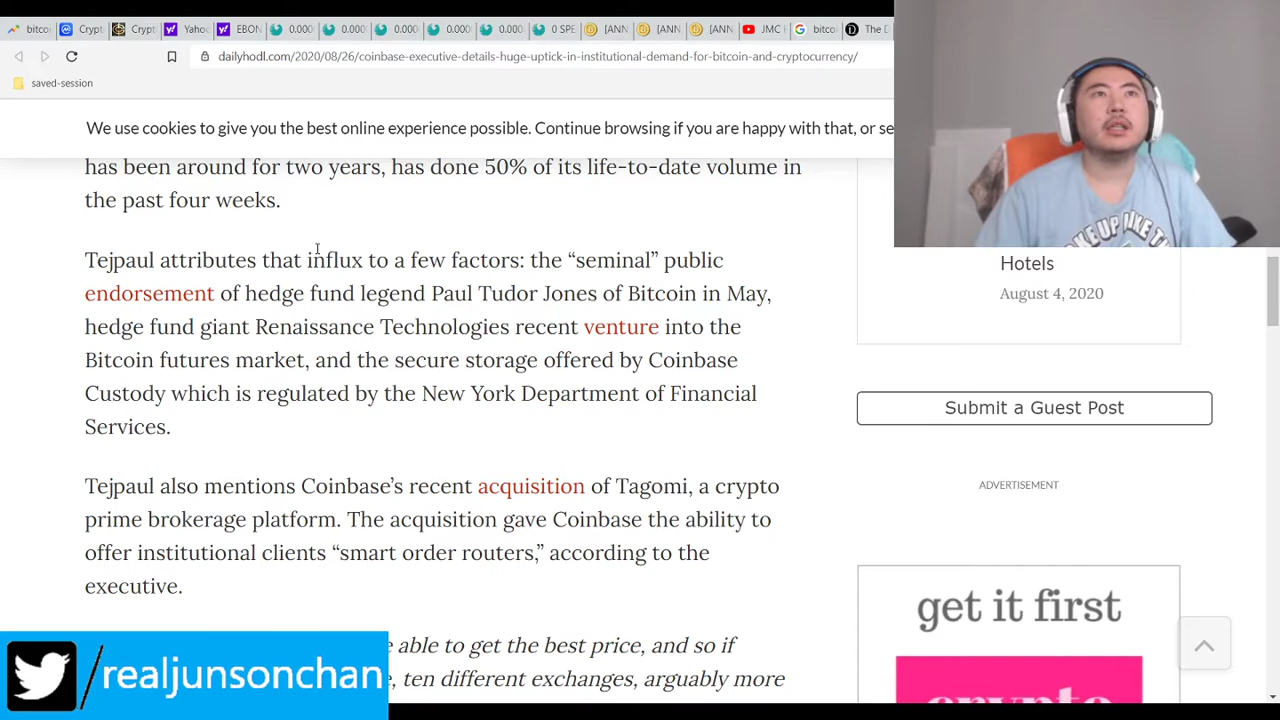 bitco
Crypt
Crypt
Yaho
EBON
0.000
0.000
0.000
0.000
0.000
0 SPE
[ANN
[ANN
[ANN
JMC
bitco
The D
dailyhodl.com/2020/08/26/coinbase-executive-details-huge-uptick-in-institutional-demand-for-bitcoin-and-cryptocurrency/
saved-session
We use cookies to give you the best online experience possible. Continue browsing if you are happy with that, or se
has been around for two years, has done 50% of its life-to-date volume in
the past four weeks.
Tejpaul attributes that influx to a few factors: the “seminal” public
endorsement of hedge fund legend Paul Tudor Jones of Bitcoin in May,
hedge fund giant Renaissance Technologies recent venture into the
Bitcoin futures market, and the secure storage offered by Coinbase
Custody which is regulated by the New York Department of Financial
Services.
Tejpaul also mentions Coinbase’s recent acquisition of Tagomi, a crypto
prime brokerage platform. The acquisition gave Coinbase the ability to
offer institutional clients “smart order routers,” according to the
executive.
able to get the best price, and so if
, ten different exchanges, arguably more
Hotels
August 4, 2020
Submit a Guest Post
ADVERTISEMENT
get it first
crypto
/realjunsonchan